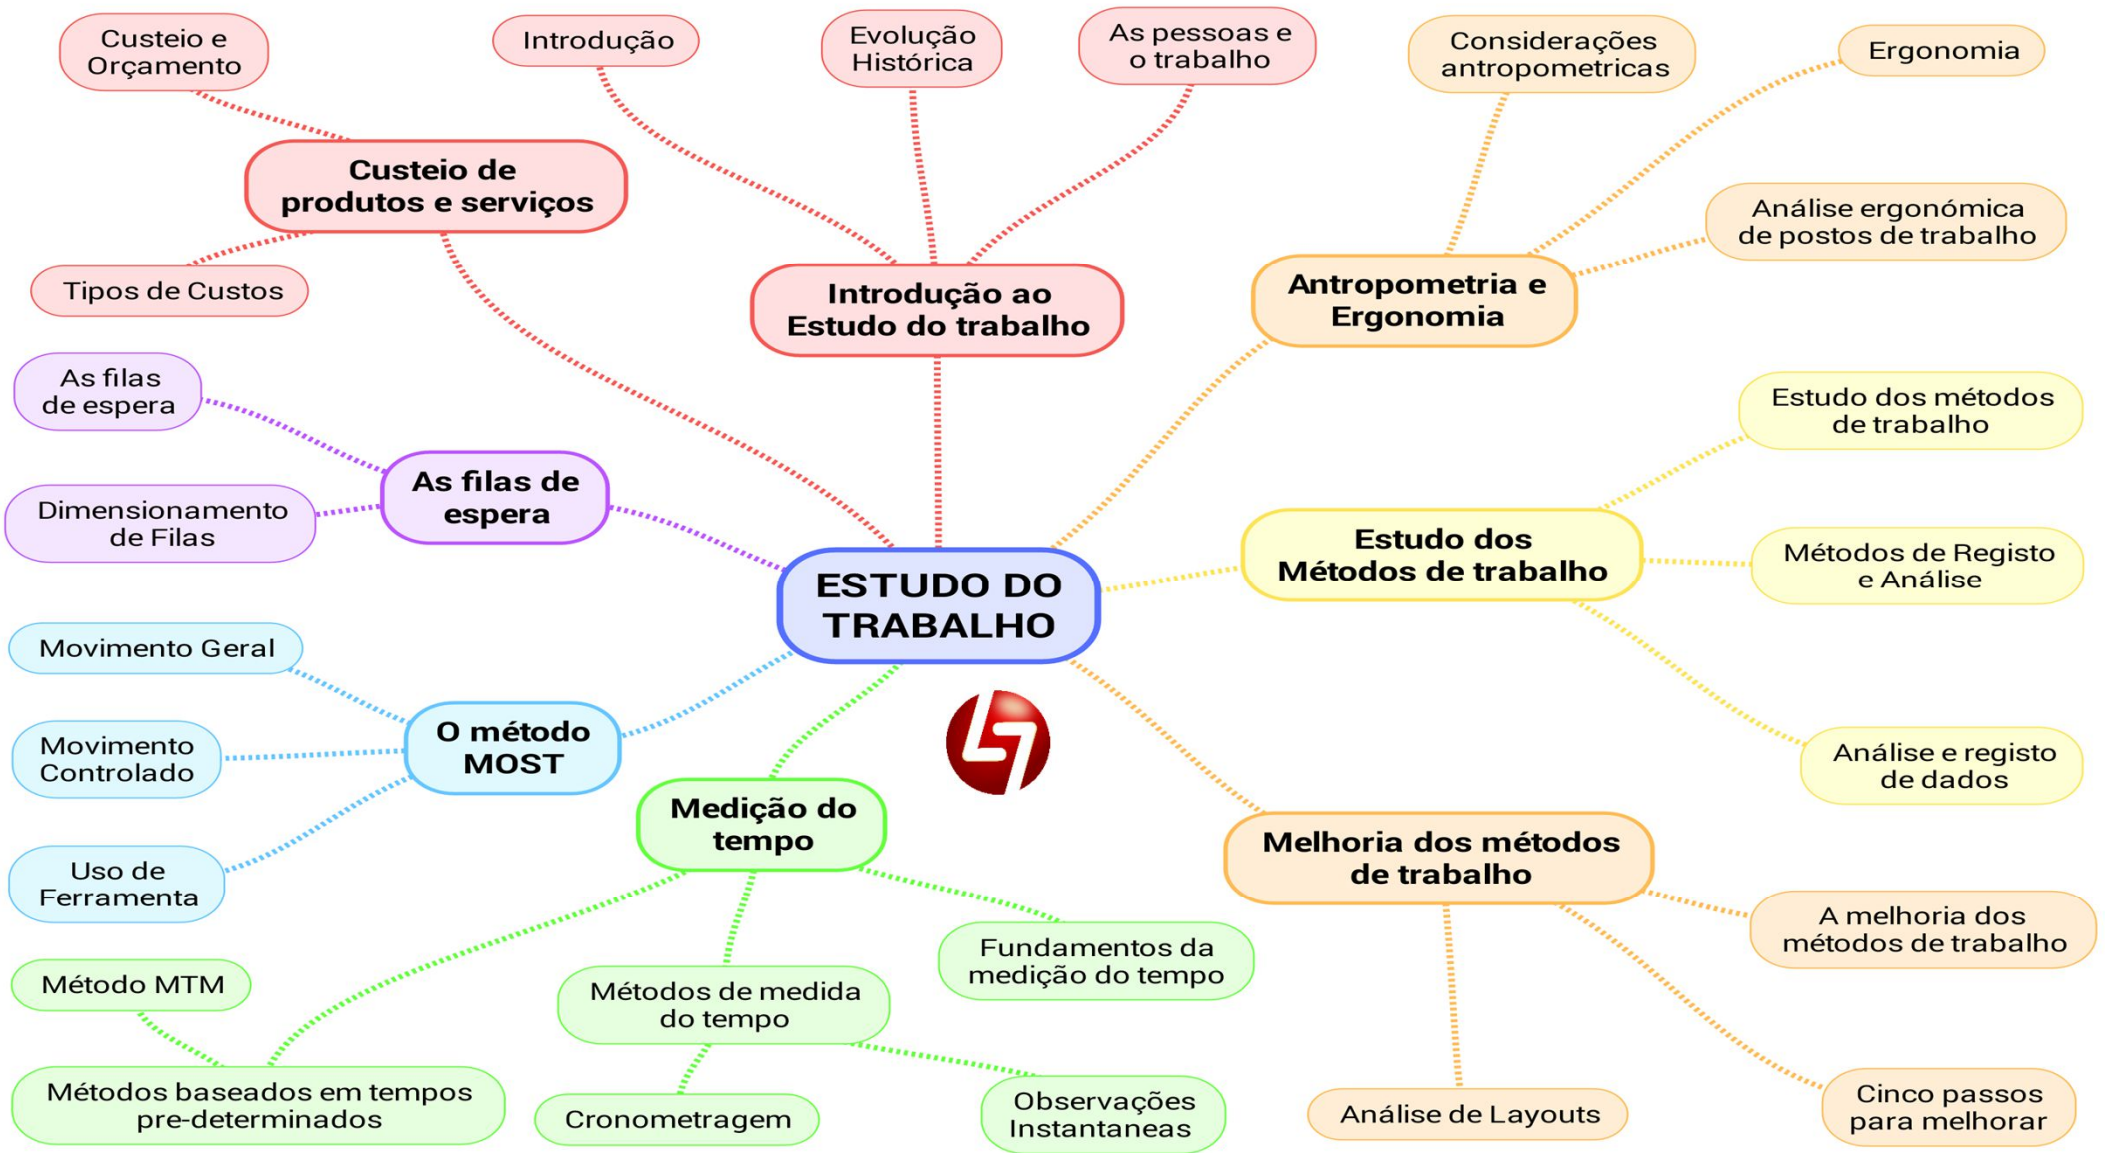 Custeio e
Orçamento
Introdução
Evolução
Histórica
As pessoas e
o trabalho
Considerações
antropometricas
Ergonomia
Custeio de
produtos e serviços
Análise ergonómica
de postos de trabalho
Tipos de Custos
Introdução ao
Estudo do trabalho
Antropometria e
Ergonomia
As filas
de espera
Estudo dos métodos
de trabalho
As filas de
espera
Dimensionamento
de Filas
Estudo dos
Métodos de trabalho
Métodos de Registo
e Análise
ESTUDO DO
TRABALHO
Movimento Geral
O método
MOST
Movimento
Controlado
Análise e registo
de dados
Medição do
tempo
Melhoria dos métodos
de trabalho
Uso de
Ferramenta
A melhoria dos
métodos de trabalho
Fundamentos da
medição do tempo
Método MTM
Métodos de medida
do tempo
Métodos baseados em tempos
pre-determinados
Cronometragem
Observações
Instantaneas
Análise de Layouts
Cinco passos
para melhorar